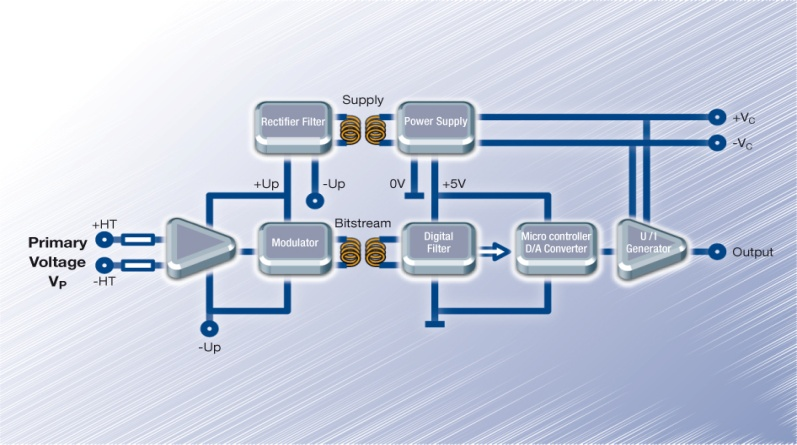 Supply
Rectifier Filter
Power Supply
+VC
-VC
+Up
-Up
0V
+5V
Bitstream
+HT
Primary
Voltage
VP
-HT
Modulator
Digital
Filter
Micro controller
D/A Converter
U / I
Generator
Output
-Up